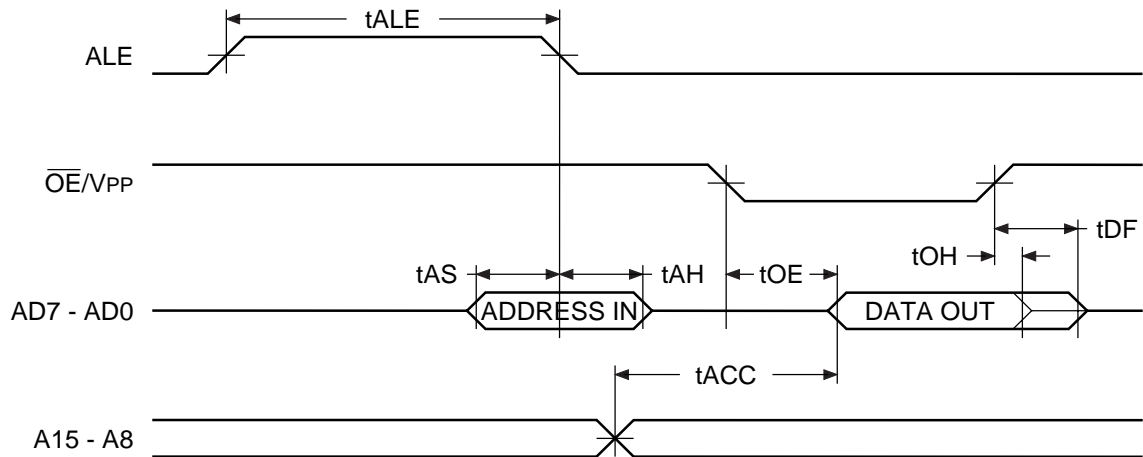 tALE
ALE
OE/VPP
tDF
tOH
tAS
tAH
tOE
AD7 - AD0
ADDRESS IN
DATA OUT
tACC
A15 - A8